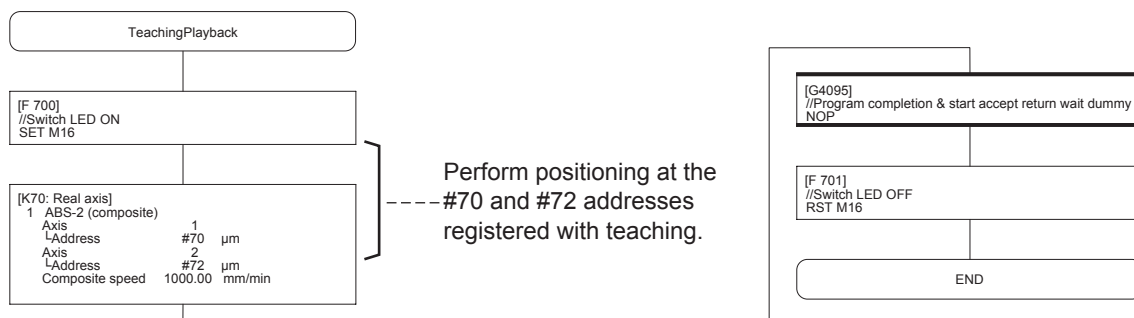 TeachingPlayback
[F 700]
//Switch LED ON
SET M16
[K70: Real axis]
1 ABS-2 (composite)
Axis 1
Address #70 µm
Axis 2
Address #72 µm
Composite speed 1000.00 mm/min
Perform positioning at the
#70 and #72 addresses
registered with teaching.
[G4095]
//Program completion & start accept return wait dummy
NOP
[F 701]
//Switch LED OFF
RST M16
END